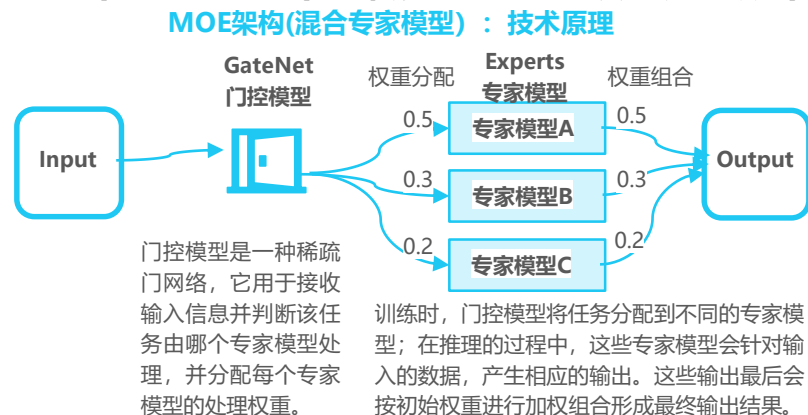 MOE架构(混合专家模型）：技术原理
GateNet
门控模型
权重分配
Experts
专家模型
权重组合
Input
0.5
专家模型A
0.5
0.3
专家模型B
0.3
0.2
专家模型C
0.2
Output
门控模型是一种稀疏
门网络，它用于接收
输入信息并判断该任
务由哪个专家模型处
理，并分配每个专家
模型的处理权重。
训练时，门控模型将任务分配到不同的专家模
型；在推理的过程中，这些专家模型会针对输
入的数据，产生相应的输出。这些输出最后会
按初始权重进行加权组合形成最终输出结果。